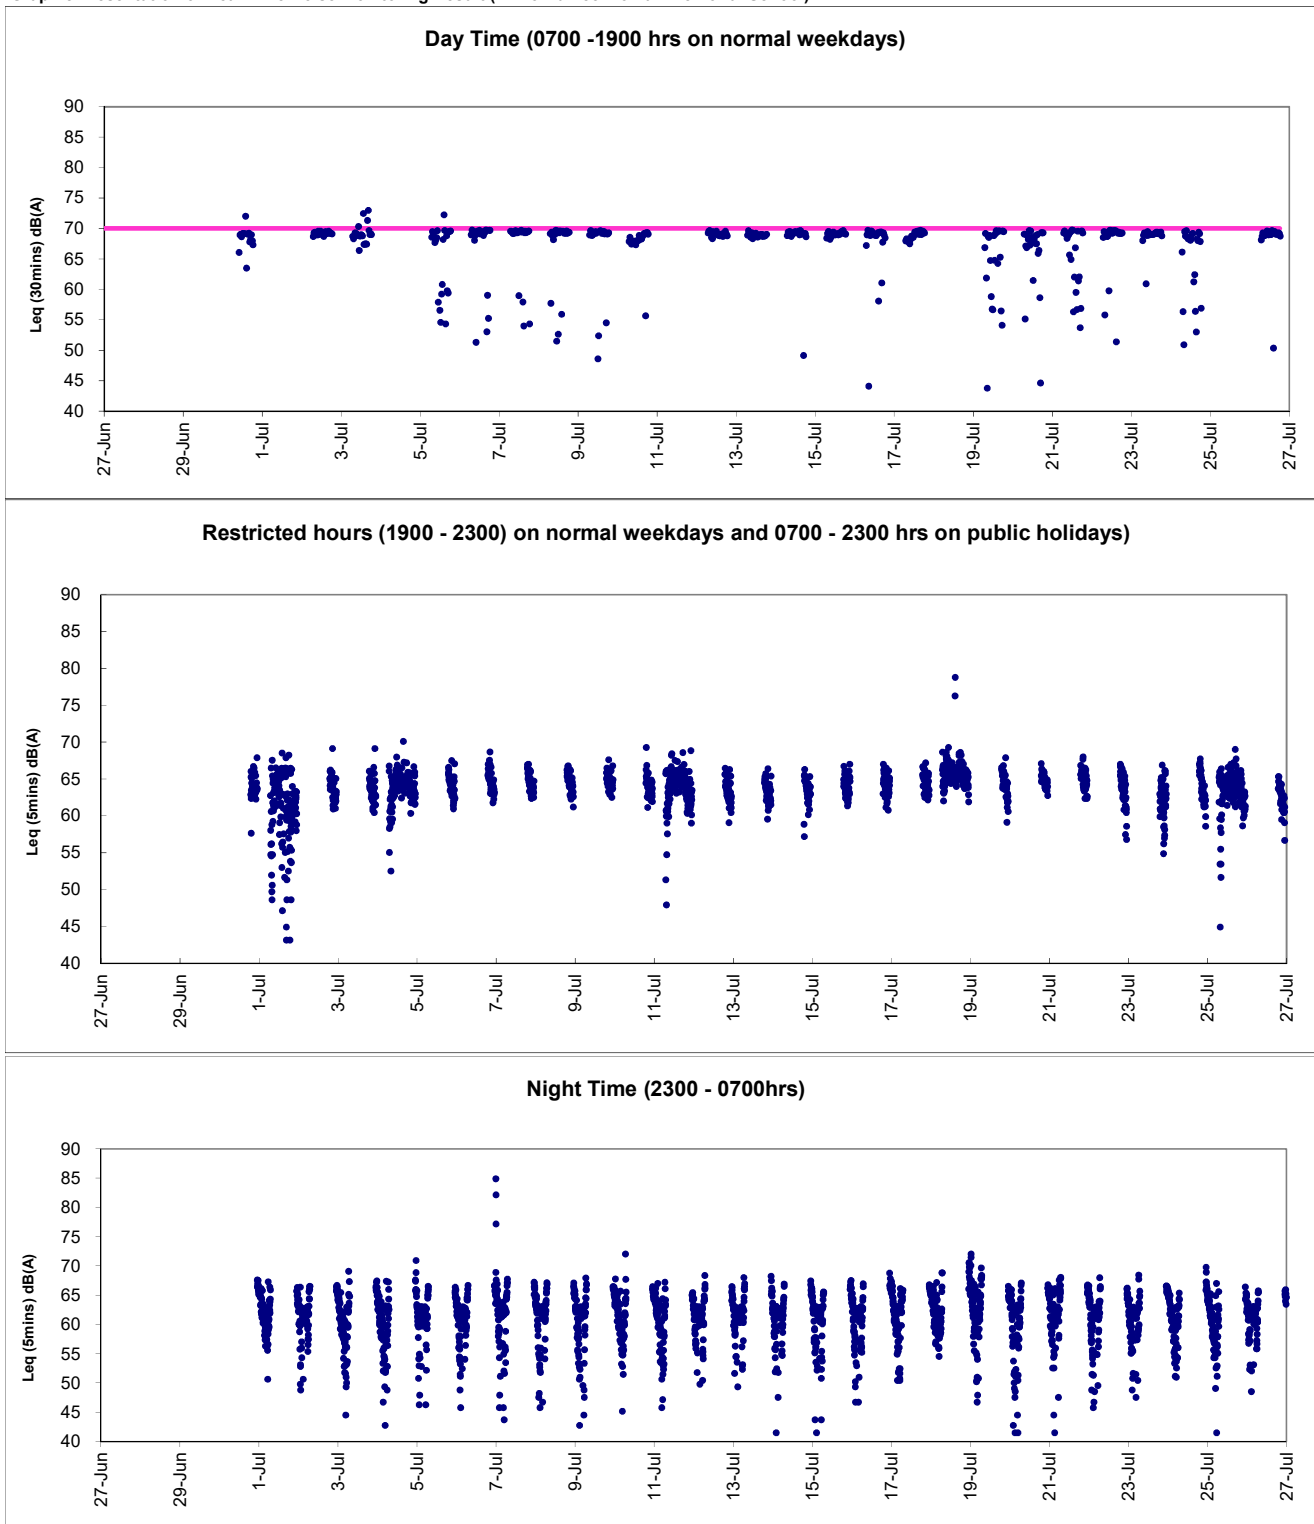 Day Time (0700 -1900 hrs on normal weekdays)
90
85
80
75
70
65
60
55
50
45
40
Leq (30mins) dB(A)
27-Jun
29-Jun
1-Jul
3-Jul
5-Jul
7-Jul
9-Jul
11-Jul
13-Jul
15-Jul
17-Jul
19-Jul
21-Jul
23-Jul
25-Jul
27-Jul
Restricted hours (1900 - 2300) on normal weekdays and 0700 - 2300 hrs on public holidays)
90
85
80
75
70
65
60
55
50
45
40
Leq (5mins) dB(A)
27-Jun
29-Jun
1-Jul
3-Jul
5-Jul
7-Jul
9-Jul
11-Jul
13-Jul
15-Jul
17-Jul
19-Jul
21-Jul
23-Jul
25-Jul
27-Jul
Night Time (2300 - 0700hrs)
90
85
80
75
70
65
60
55
50
45
40
Leq (5mins) dB(A)
27-Jun
29-Jun
1-Jul
3-Jul
5-Jul
7-Jul
9-Jul
11-Jul
13-Jul
15-Jul
17-Jul
19-Jul
21-Jul
23-Jul
25-Jul
27-Jul